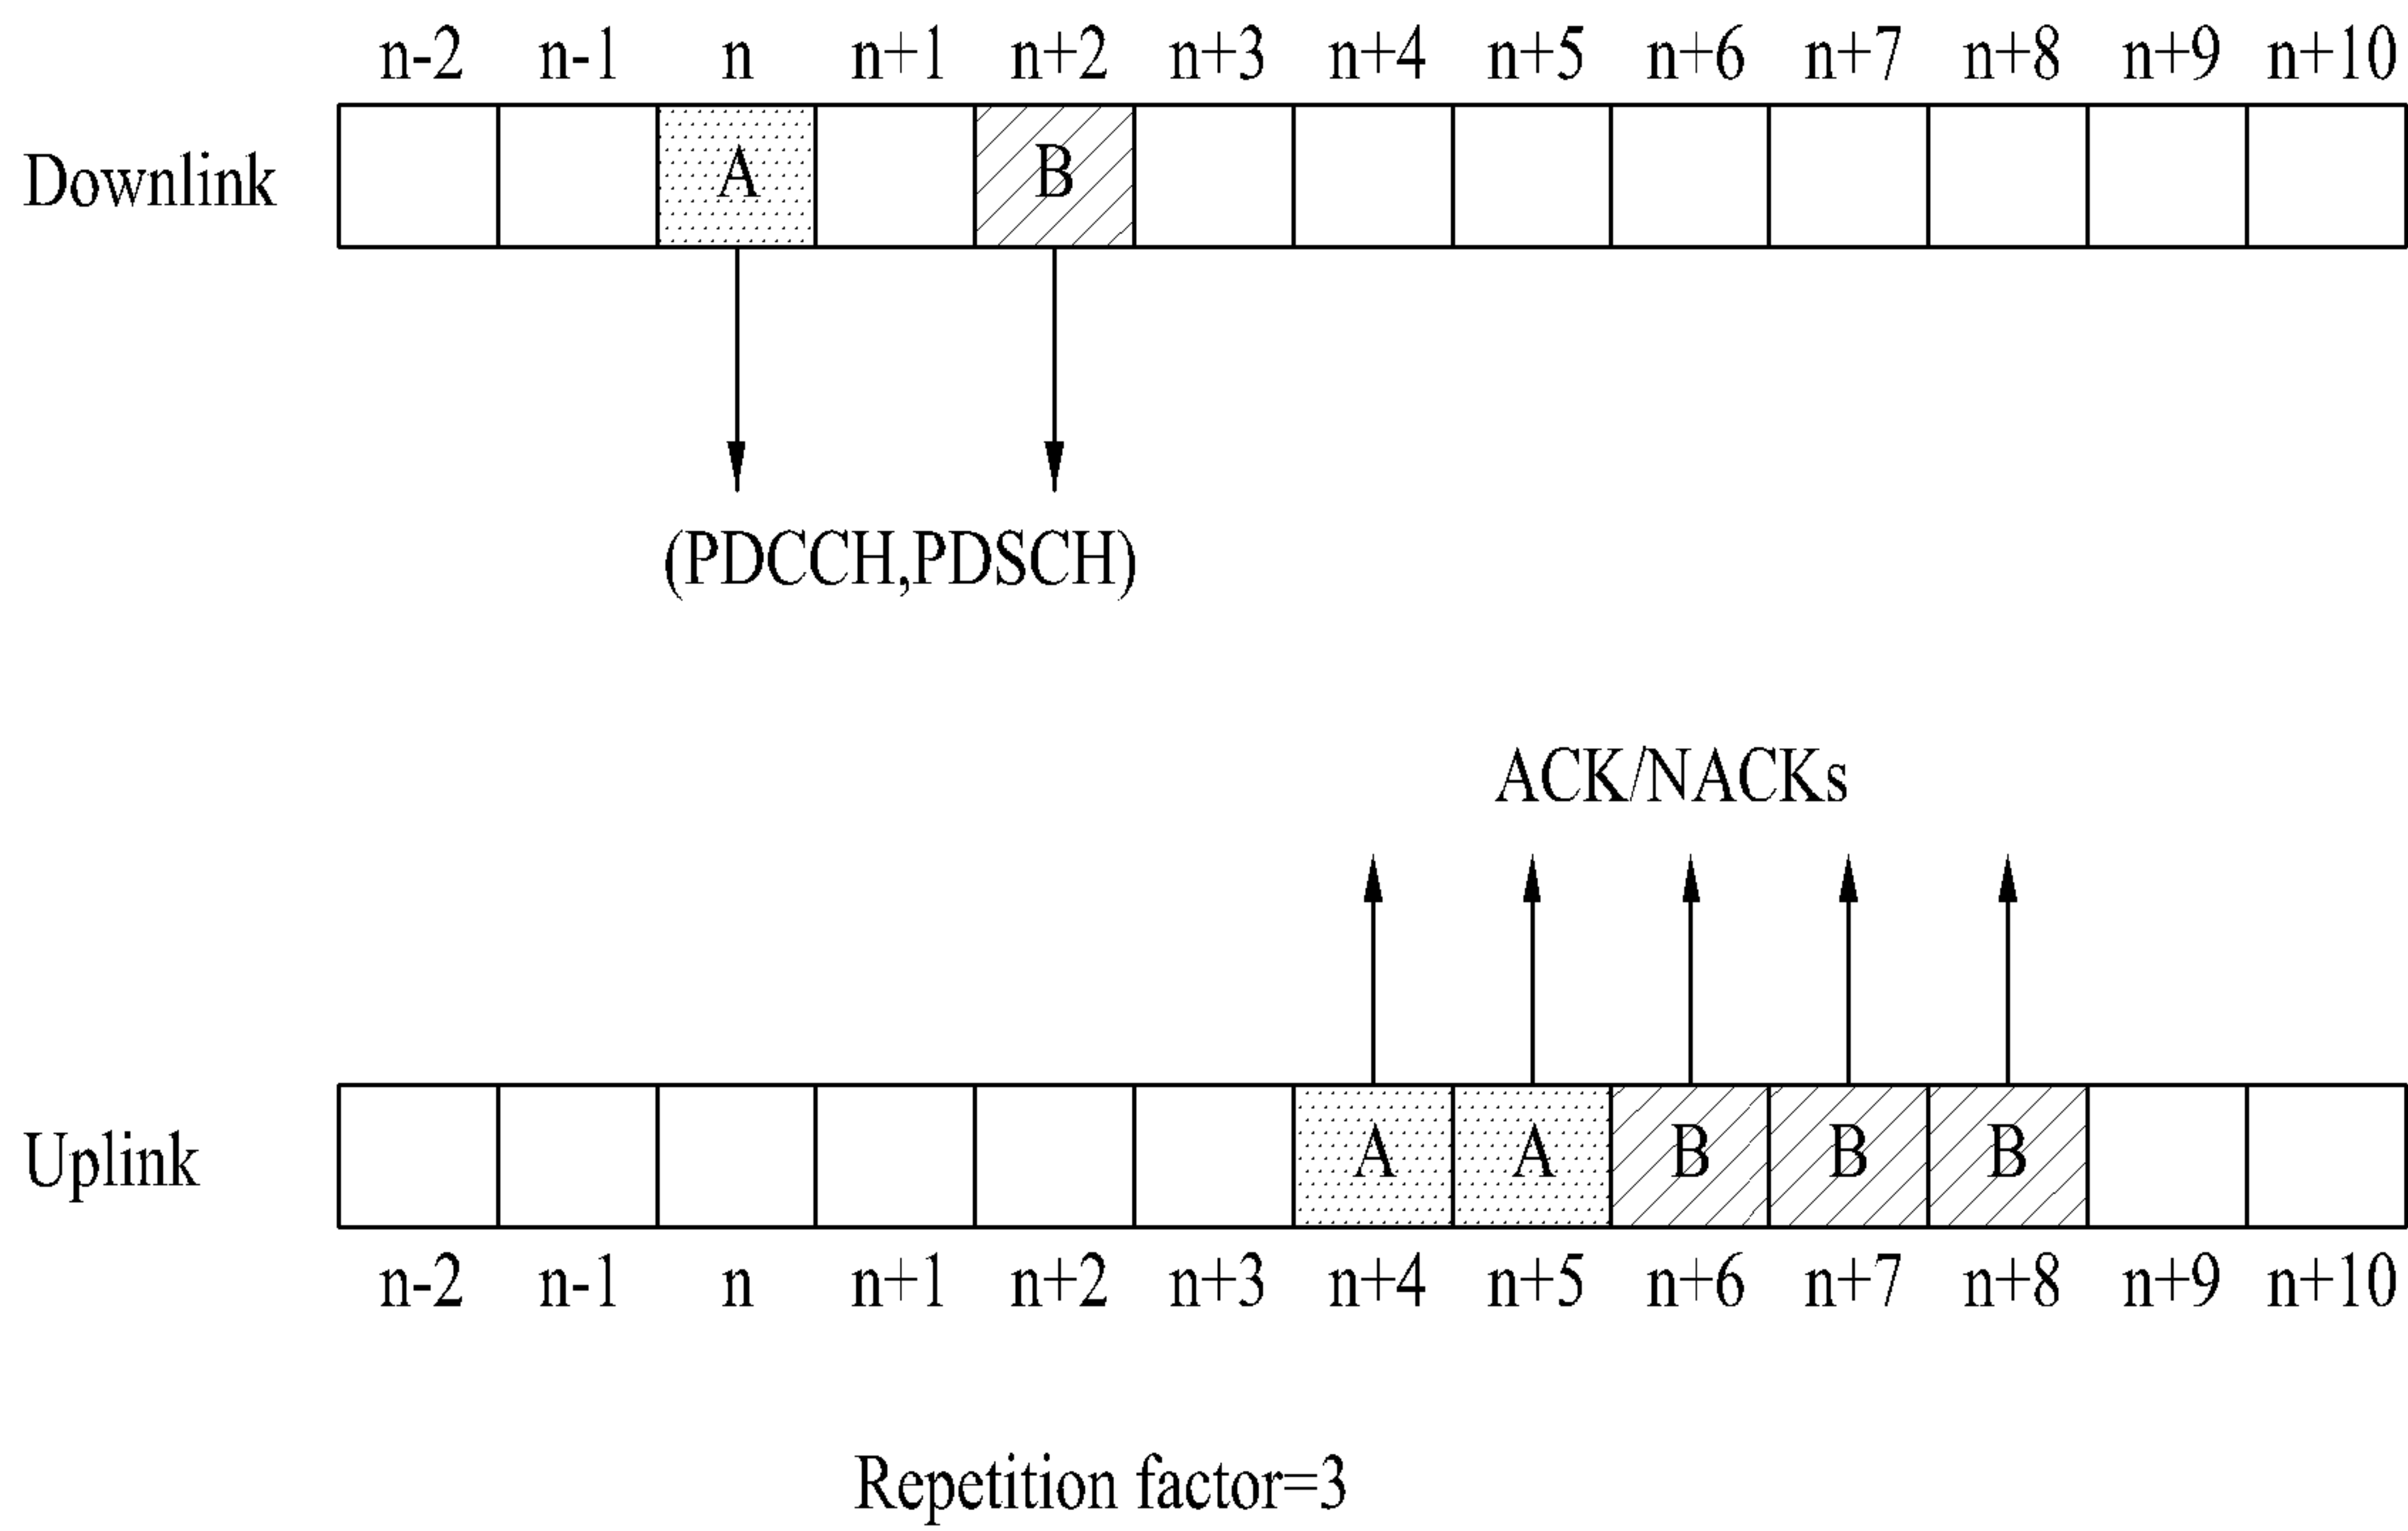 n-2 n-1 n n+1 n+2 n+3 n+4 n+5 n+6 n+7 n+8 n+9 n+10
Downlink A B
(PDCCH,PDSCH)
ACK/NACKs
Uplink A A B B B
n-2 n-1 n n+1 n+2 n+3 n+4 n+5 n+6 n+7 n+8 n+9 n+10
Repetition factor=3